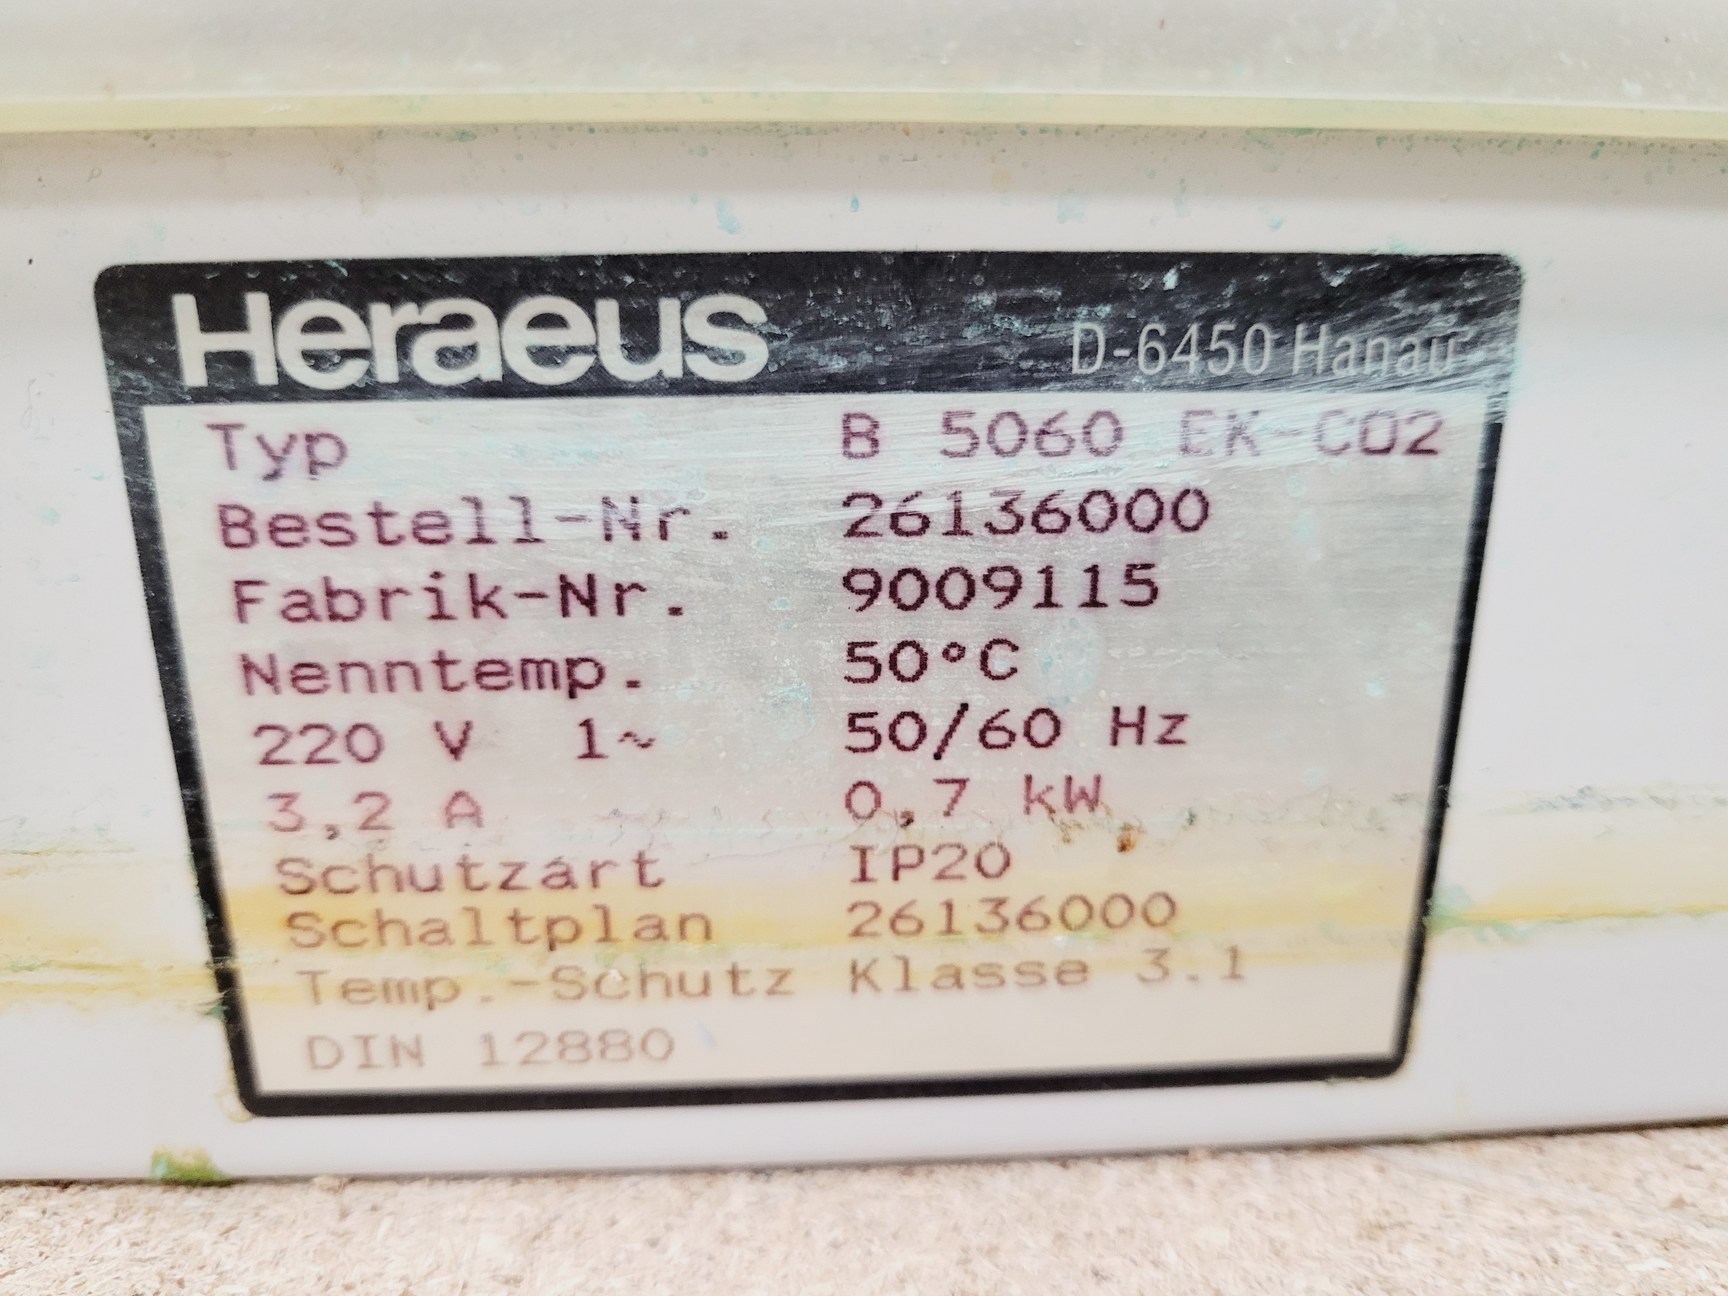 Heraeus D-6450 Hanau
Typ B 5060 EK-CO2
Bestell-Nr. 26136000
Fabrik-Nr. 9009115
Nenntemp. 50°C
220 V 1~ 50/60 Hz
3,2 A 0,7 kW
Schutzart IP20
Schaltplan 26136000
Temp.-Schutz Klasse 3.1
DIN 12880